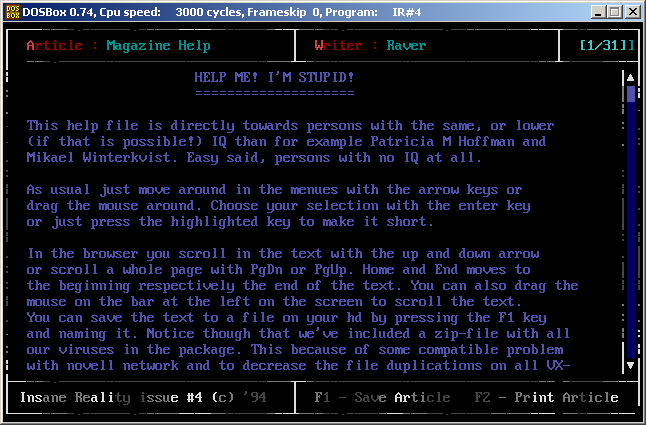 DOSBox 0.74, Cpu speed: 3000 cycles, Frameskip 0, Program: IR#4
Article : Magazine Help
Writer : Raver
[1/31]
HELP ME! I'M STUPID!
====================
This help file is directly towards persons with the same, or lower
(if that is possible!) IQ than for example Patricia M Hoffman and
Mikael Winterkvist. Easy said, persons with no IQ at all.
As usual just move around in the menues with the arrow keys or
drag the mouse around. Choose your selection with the enter key
or just press the highlighted key to make it short.
In the browser you scroll in the text with the up and down arrow
or scroll a whole page with PgDn or PgUp. Home and End moves to
the beginning respectively the end of the text. You can also drag the
mouse on the bar at the left on the screen to scroll the text.
You can save the text to a file on your hd by pressing the F1 key
and naming it. Notice though that we've included a zip-file with all
our viruses in the package. This because of some compatible problem
with novell network and to decrease the file duplications on all VX-
Insane Reality issue #4 (c) '94
F1 - Save Article F2 - Print Article